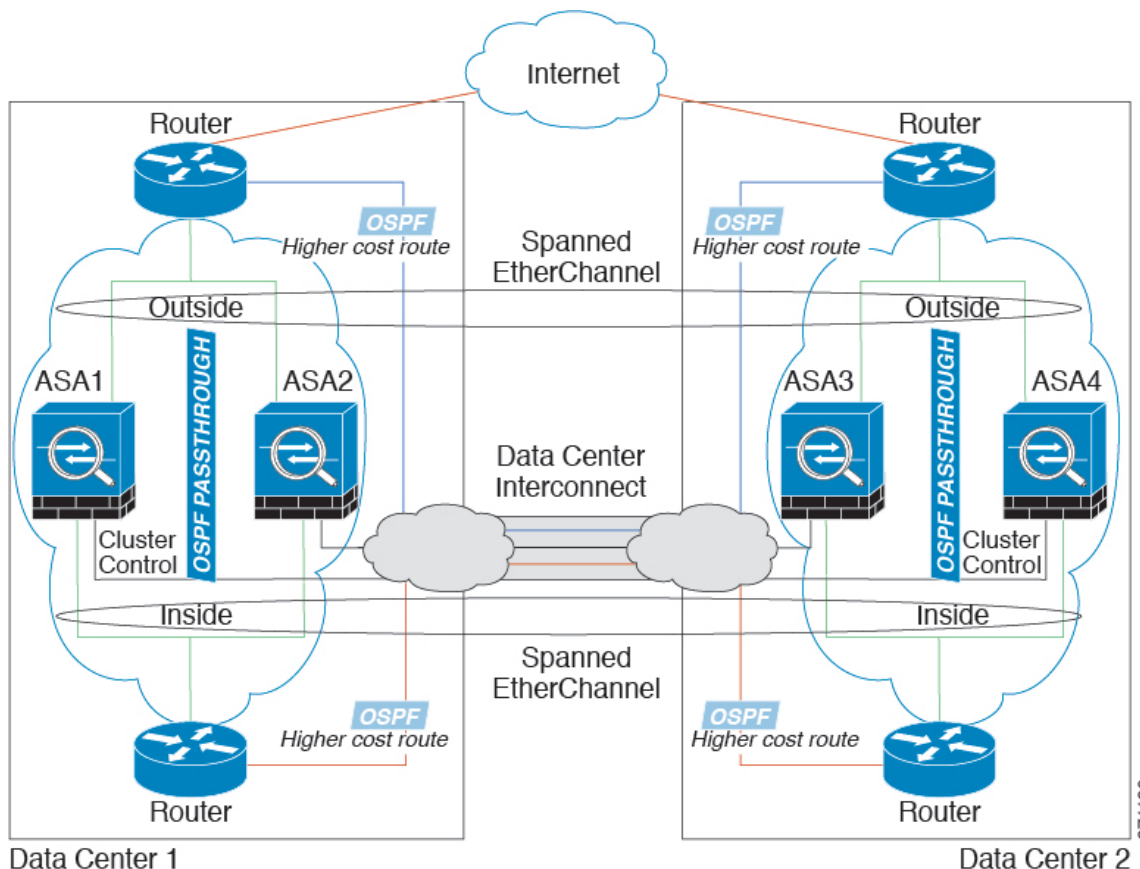 Internet
Router
Router
OSPF
Higher cost route
Spanned
EtherChannel
OSPF
Higher cost route
Outside
Outside
ASA1
OSPF PASSTHROUGH
ASA2
ASA3
OSPF PASSTHROUGH
ASA4
Data Center
Interconnect
Cluster
Control
Cluster
Control
Inside
Inside
Spanned
EtherChannel
OSPF
Higher cost route
OSPF
Higher cost route
Router
Router
Data Center 1
Data Center 2